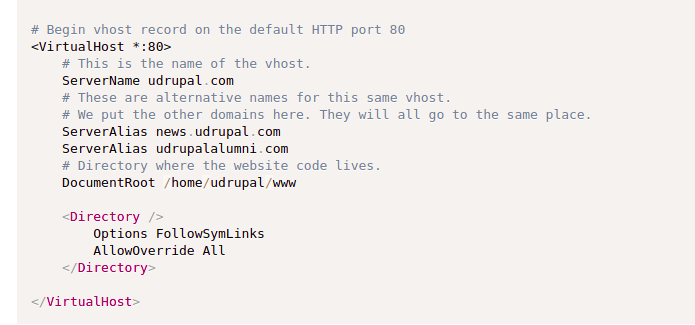 # Begin vhost record on the default HTTP port 80
<VirtualHost *:80>
# This is the name of the vhost.
ServerName udrupal.com
# These are alternative names for this same vhost.
# We put the other domains here. They will all go to the same place.
ServerAlias news.udrupal.com
ServerAlias udrupalalumni.com
# Directory where the website code lives.
DocumentRoot /home/udrupal/www
<Directory />
Options FollowSymLinks
AllowOverride All
</Directory>
</VirtualHost>